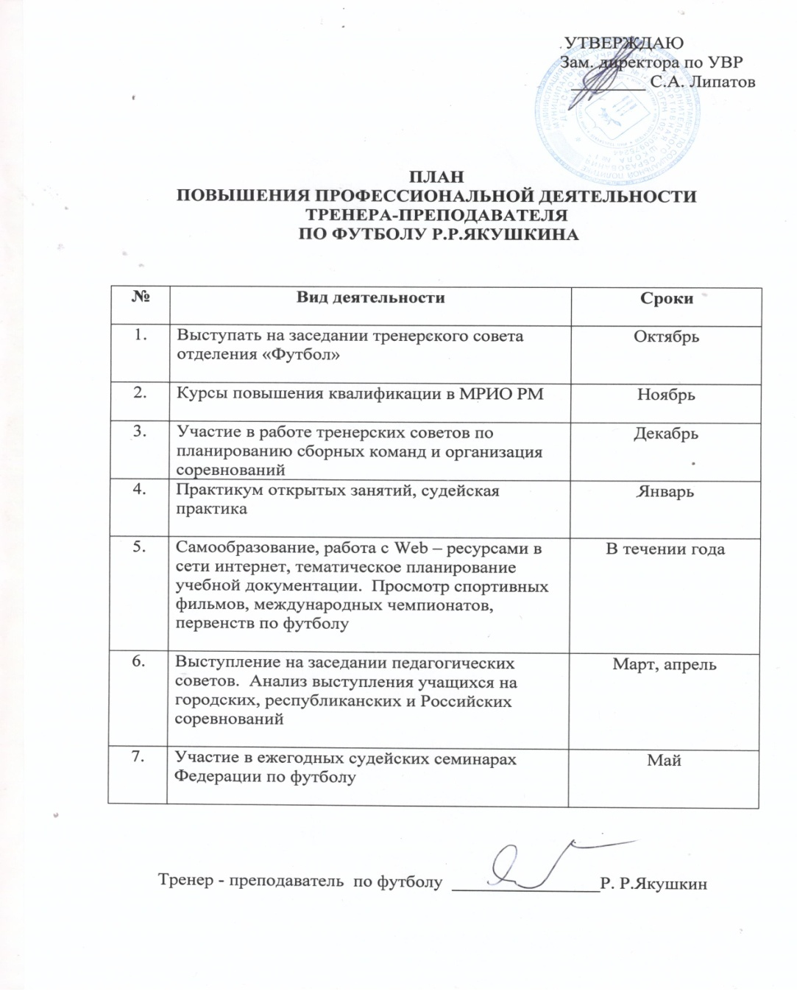 УТВЕРЖДАЮ
Зам. директора по УВР
__________ С.А. Липатов
ПЛАН
ПОВЫШЕНИЯ ПРОФЕССИОНАЛЬНОЙ ДЕЯТЕЛЬНОСТИ
ТРЕНЕРА-ПРЕПОДАВАТЕЛЯ
ПО ФУТБОЛУ Р.Р.ЯКУШКИНА
№ Вид деятельности Сроки
1. Выступать на заседании тренерского совета Октябрь
отделения «Футбол»
2. Курсы повышения квалификации в МРИО РМ Ноябрь
3. Участие в работе тренерских советов по Декабрь
планированию сборных команд и организация
соревнований
4. Практикум открытых занятий, судейская Январь
практика
5. Самообразование, работа с Web – ресурсами в В течении года
сети интернет, тематическое планирование
учебной документации.  Просмотр спортивных
фильмов, международных чемпионатов,
первенств по футболу
6. Выступление на заседании педагогических Март, апрель
советов.  Анализ выступления учащихся на
городских, республиканских и Российских
соревнований
7. Участие в ежегодных судейских семинарах Май
Федерации по футболу
Тренер - преподаватель  по футболу ________________Р. Р.Якушкин